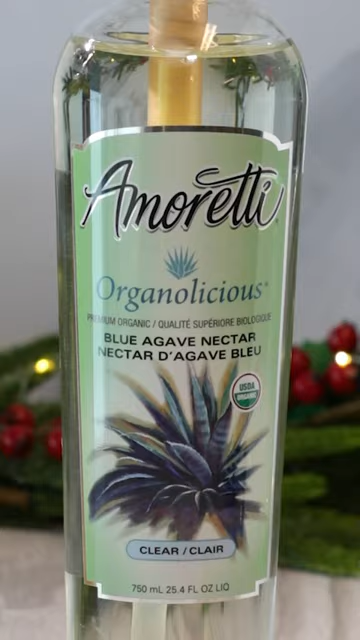 Amoretti
Organolicious®
PREMIUM ORGANIC / QUALITÉ SUPÉRIEURE BIOLOGIQUE
BLUE AGAVE NECTAR
NECTAR D'AGAVE BLEU
USDA
ORGANIC
CLEAR / CLAIR
750 mL 25.4 FL OZ LIQ